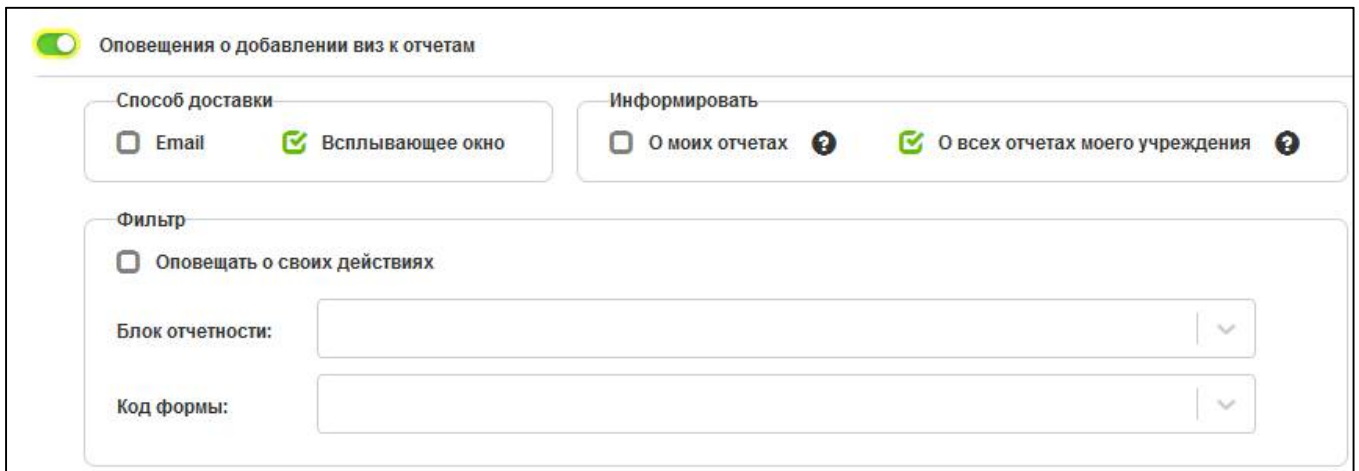 Оповещения о добавлении виз к отчетам
Способ доставки
Email Всплывающее окно
Информировать
О моих отчетах ? О всех отчетах моего учреждения ?
Фильтр
Оповещать о своих действиях
Блок отчетности:
Код формы: